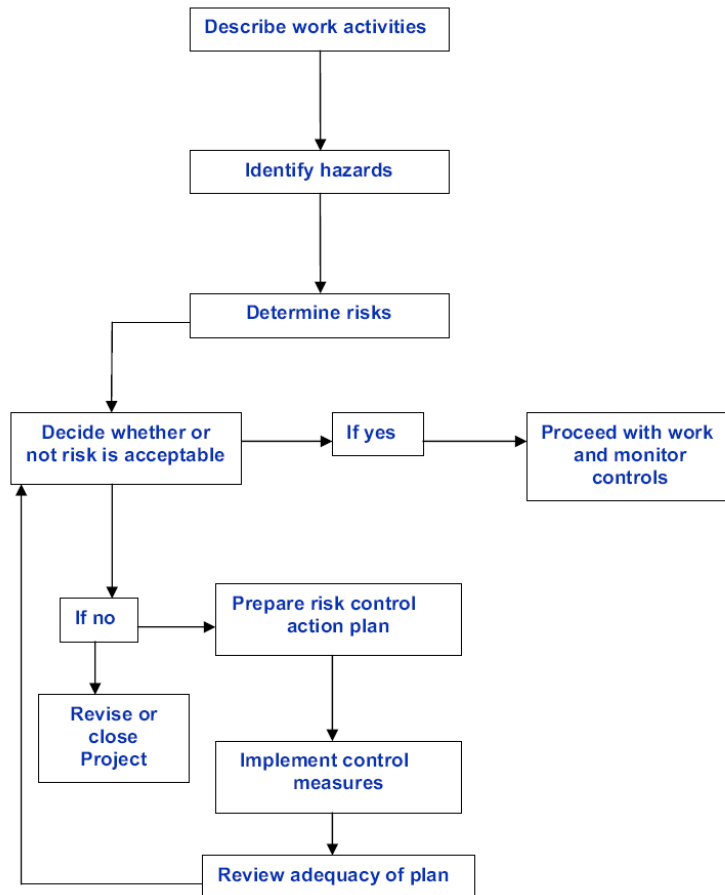 Describe work activities
Identify hazards
Determine risks
Decide whether or
not risk is acceptable
If yes
Proceed with work
and monitor
controls
If no
Prepare risk control
action plan
Revise or
close
Project
Implement control
measures
Review adequacy of plan